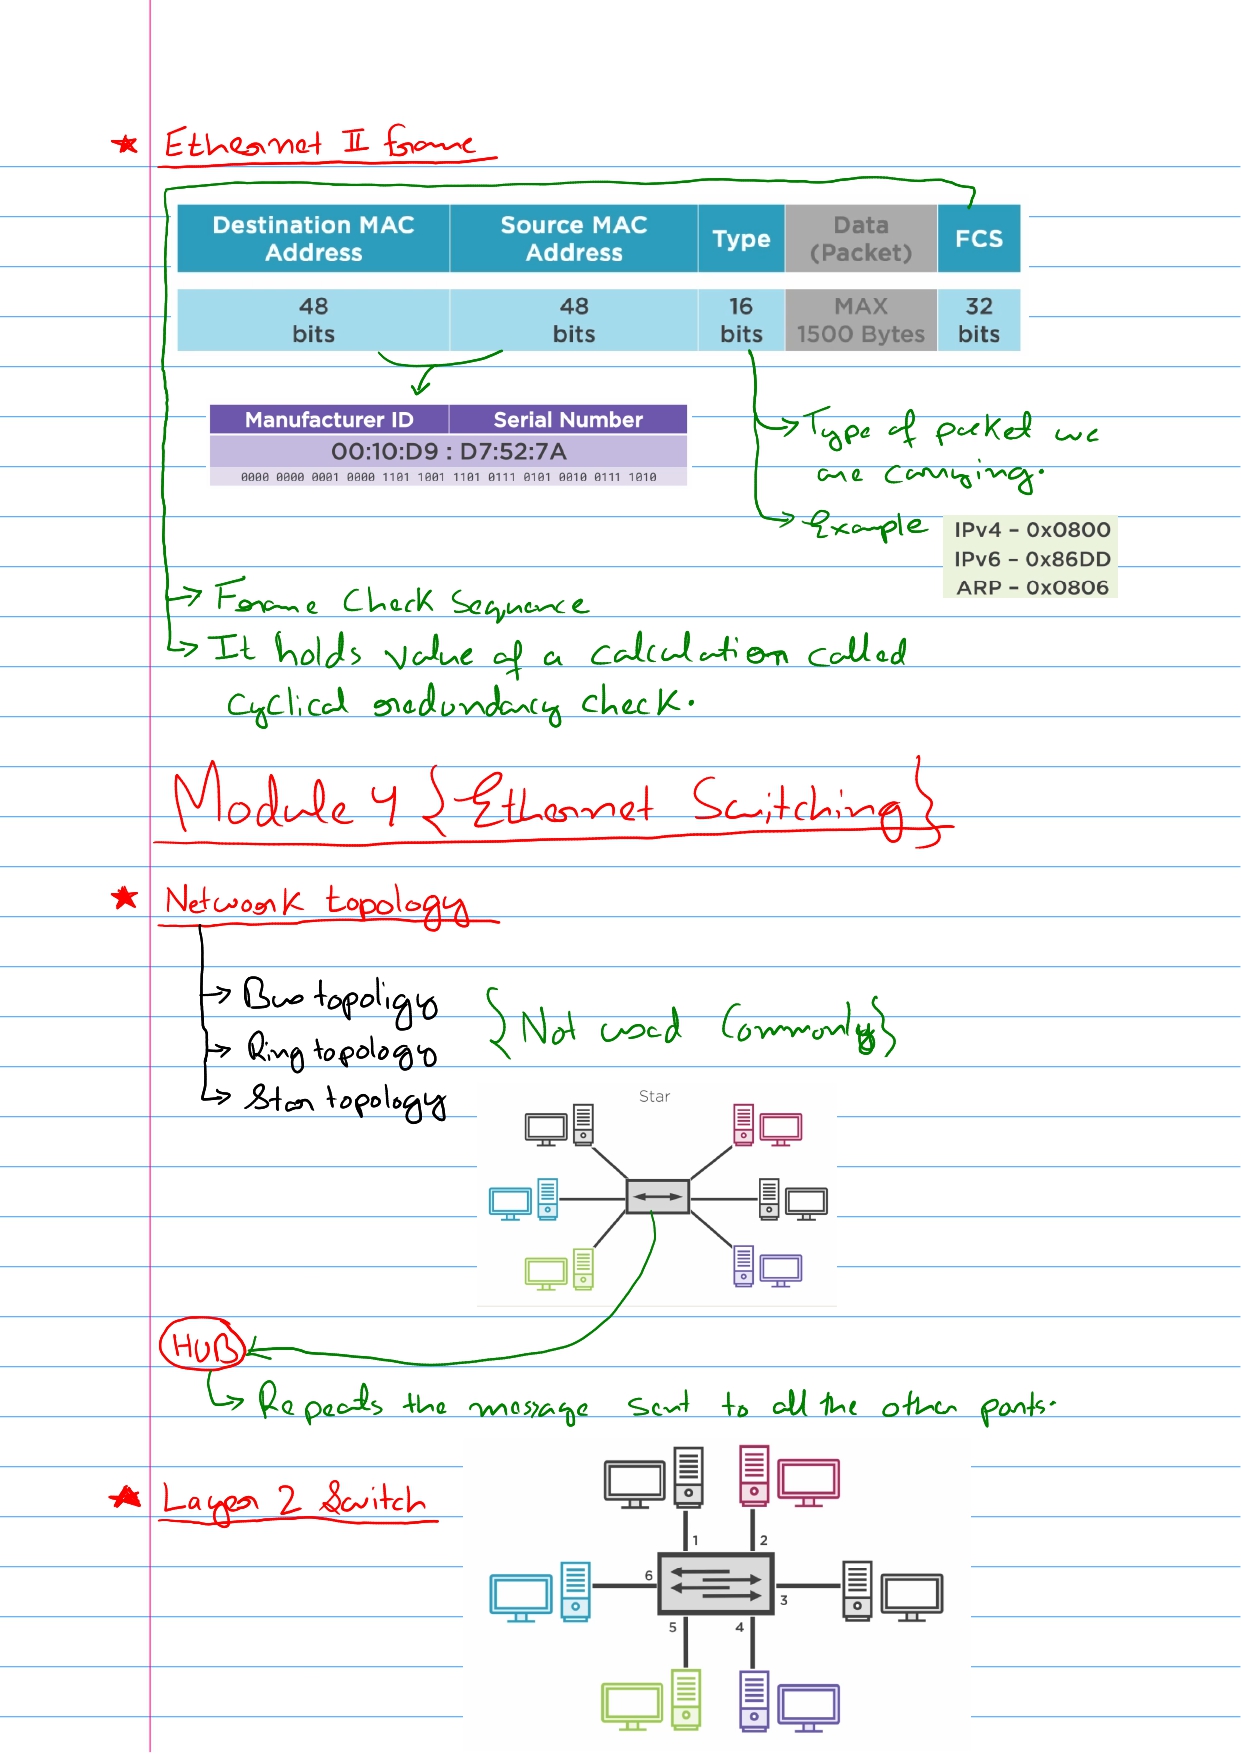 Ethernet II frame
Destination MAC Address Source MAC Address Type Data (Packet) FCS
48 bits 48 bits 16 bits MAX 1500 Bytes 32 bits
Manufacturer ID Serial Number
00:10:D9 : D7:52:7A
0000 0000 0001 0000 1101 1001 1101 0111 0101 0010 0111 1010
Type of packet we
are carrying.
Example
IPv4 - 0x0800
IPv6 - 0x86DD
ARP - 0x0806
Frame Check Sequence
It holds value of a calculation called
cyclical redundancy check.
Module 4 {Ethernet Switching}
Network topology
Bus topoligy
{Not used Commonly}
Ring topology
Star topology
Star
HUB
Repeats the message sent to all the other ports.
Layer 2 Switch
1 2
6
3
5 4